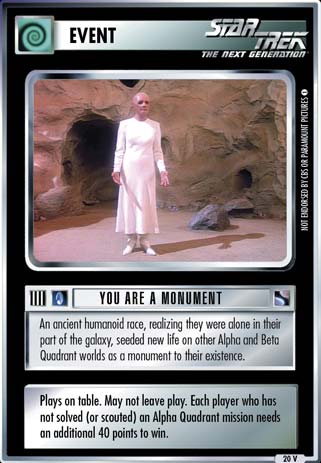 EVENT
STAR TREK
THE NEXT GENERATION®
NOT ENDORSED BY CBS OR PARAMOUNT PICTURES
YOU ARE A MONUMENT
An ancient humanoid race, realizing they were alone in their
part of the galaxy, seeded new life on other Alpha and Beta
Quadrant worlds as a monument to their existence.
Plays on table. May not leave play. Each player who has
not solved (or scouted) an Alpha Quadrant mission needs
an additional 40 points to win.
20 V